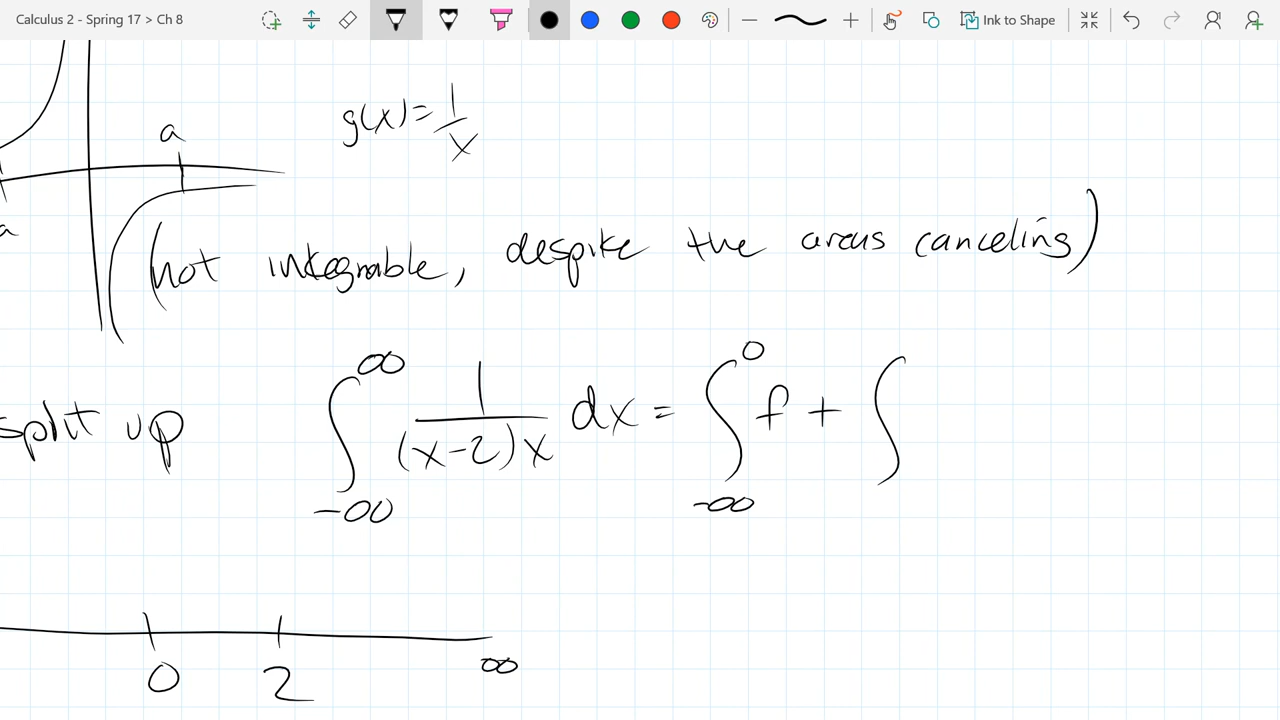 Calculus 2 - Spring 17 > Ch 8
Ink to Shape
a
g(x) = 1/x
a
(not integrable, despite the areas canceling)
split up ∫_{-∞}^{∞} 1/((x-2)x) dx = ∫_{-∞}^{0} f + ∫
0 2 ∞